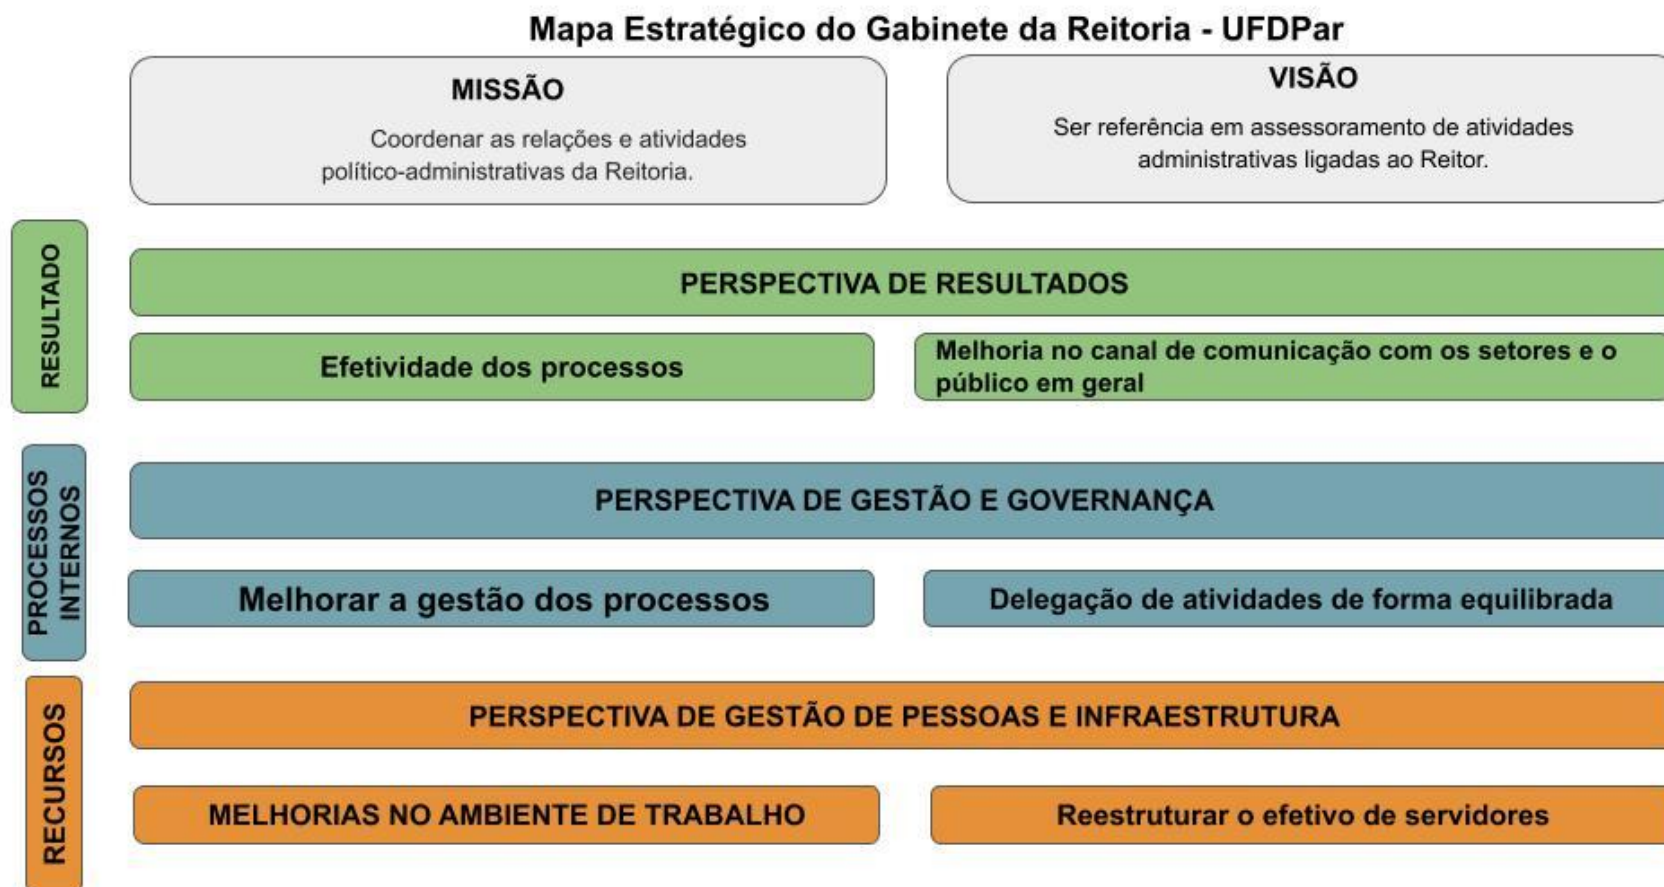 Mapa Estratégico do Gabinete da Reitoria - UFDPar
MISSÃO
Coordenar as relações e atividades
político-administrativas da Reitoria.
VISÃO
Ser referência em assessoramento de atividades
administrativas ligadas ao Reitor.
RESULTADO
PERSPECTIVA DE RESULTADOS
Efetividade dos processos
Melhoria no canal de comunicação com os setores e o
público em geral
PROCESSOS
INTERNOS
PERSPECTIVA DE GESTÃO E GOVERNANÇA
Melhorar a gestão dos processos
Delegação de atividades de forma equilibrada
RECURSOS
PERSPECTIVA DE GESTÃO DE PESSOAS E INFRAESTRUTURA
MELHORIAS NO AMBIENTE DE TRABALHO
Reestruturar o efetivo de servidores